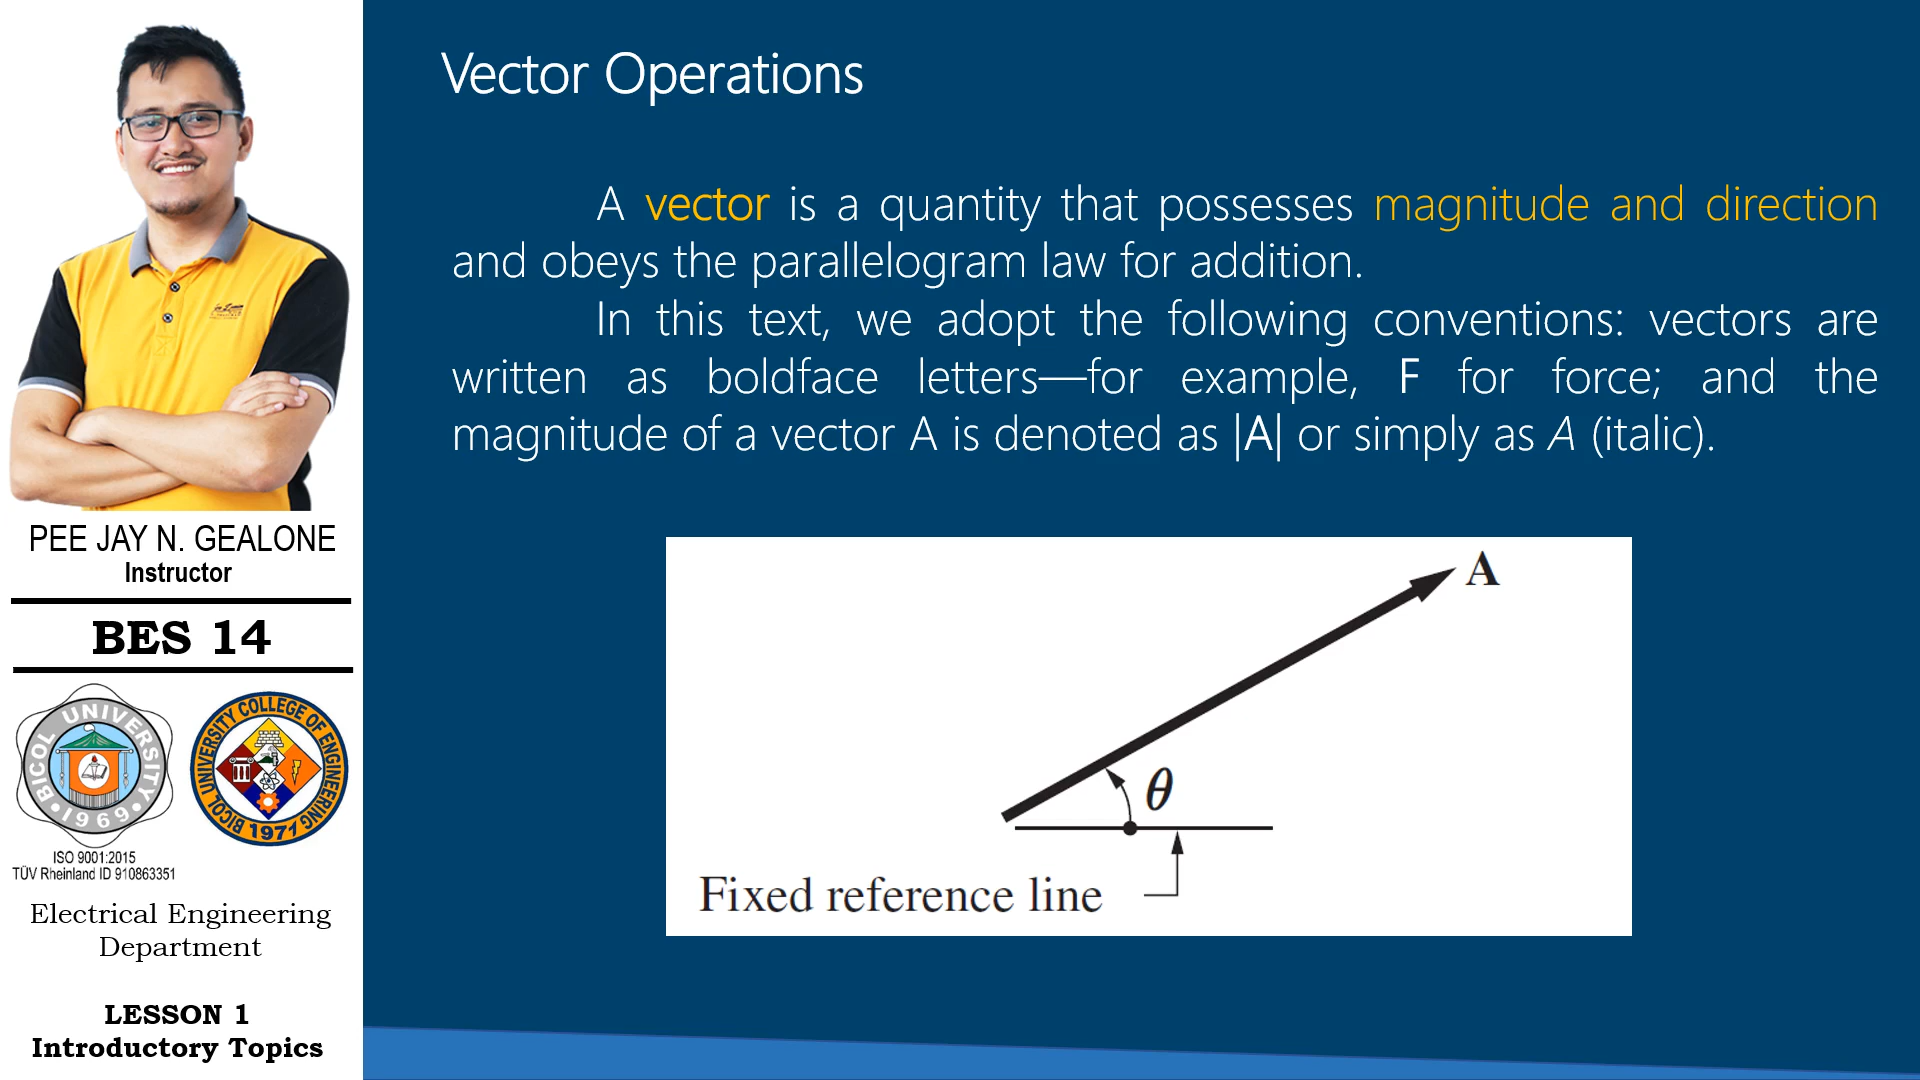 Vector Operations
A vector is a quantity that possesses magnitude and direction
and obeys the parallelogram law for addition.
In this text, we adopt the following conventions: vectors are
written as boldface letters—for example, F for force; and the
magnitude of a vector A is denoted as |A| or simply as A (italic).
A
θ
Fixed reference line
PEE JAY N. GEALONE
Instructor
BES 14
BICOL UNIVERSITY
1969
BICOL UNIVERSITY COLLEGE OF ENGINEERING
1971
ISO 9001:2015
TÜV Rheinland ID 910863351
Electrical Engineering
Department
LESSON 1
Introductory Topics